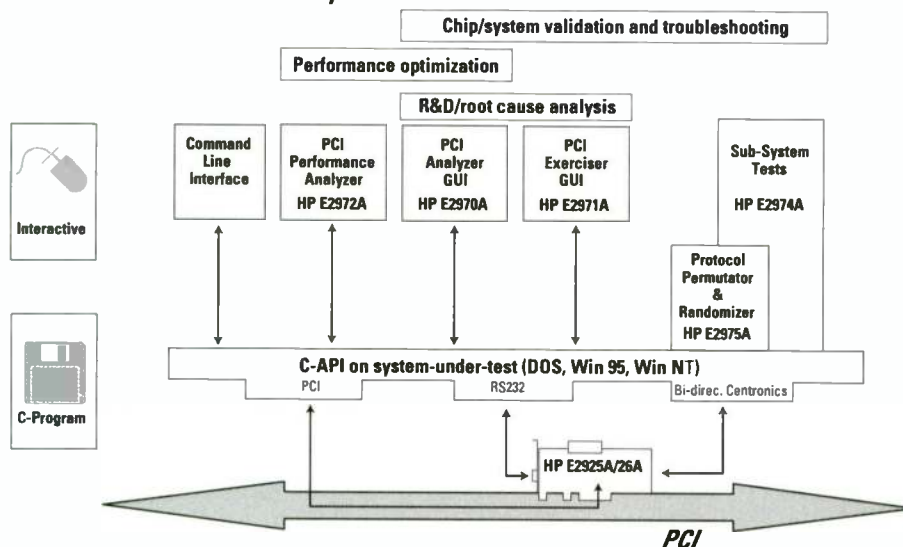 Chip/system validation and troubleshooting
Performance optimization
R&D/root cause analysis
Interactive
Command
Line
Interface
PCI
Performance
Analyzer
HP E2972A
PCI
Analyzer
GUI
HP E2970A
PCI
Exerciser
GUI
HP E2971A
Sub-System
Tests
HP E2974A
Protocol
Permutator
&
Randomizer
HP E2975A
C-Program
C-API on system-under-test (DOS, Win 95, Win NT)
PCI
RS232
Bi-direc. Centronics
HP E2925A/26A
PCI